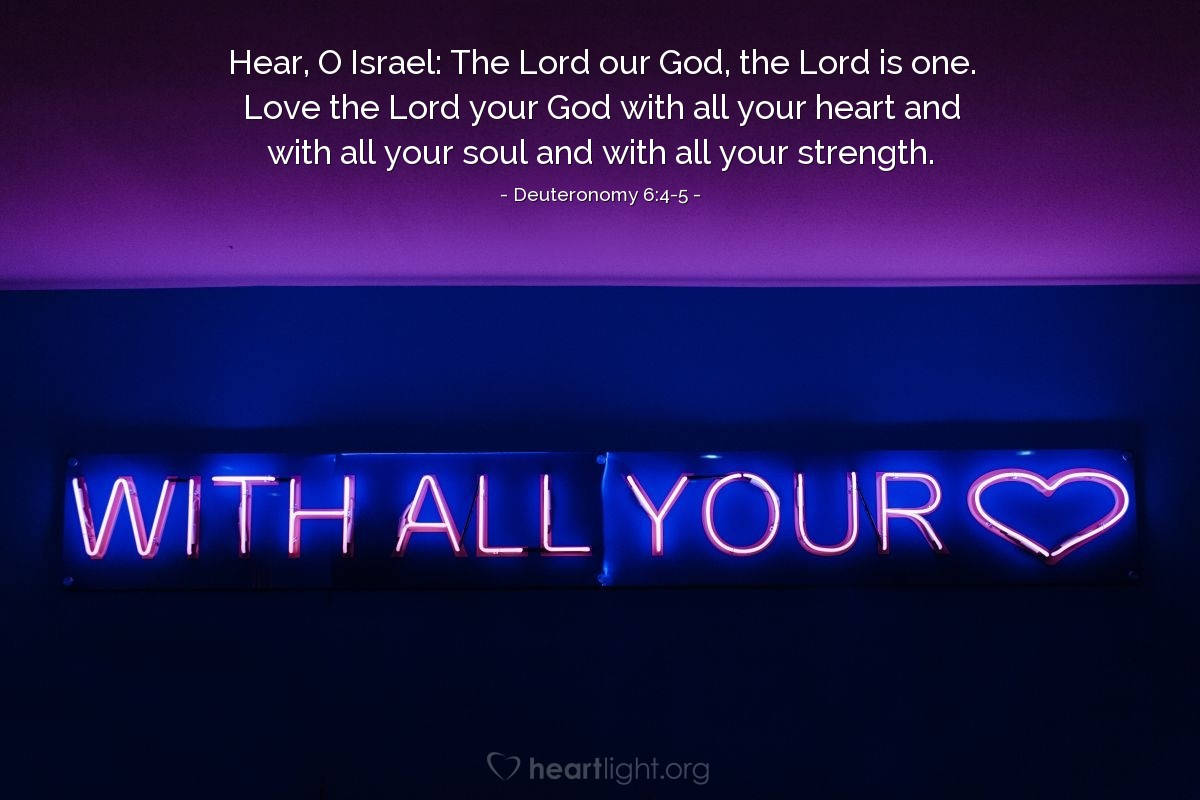 Hear, O Israel: The Lord our God, the Lord is one.
Love the Lord your God with all your heart and
with all your soul and with all your strength.
- Deuteronomy 6:4-5 -
WITH ALL YOUR
heartlight.org